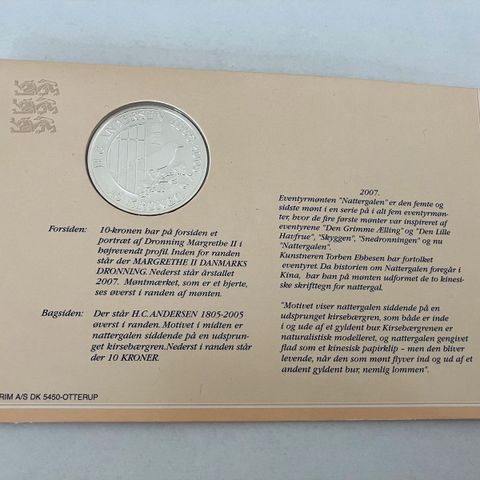 H.C. ANDERSEN 1805-2005
10 KRONER
Forsiden: 10-kronen har på forsiden et
portræt af Dronning Margrethe II i
højrevendt profil. Inden for randen
står der MARGRETHE II DANMARKS
DRONNING. Nederst står årstallet
2007. Møntmærket, som er et hjerte,
ses øverst i randen af mønten.
Bagsiden: Der står H.C. ANDERSEN 1805-2005
øverst i randen. Motivet i midten er
nattergalen siddende på en udsprun-
get kirsebærgren. Nederst i randen står
der 10 KRONER.
RIM A/S DK 5450-OTTERUP
2007.
Eventyrmønten "Nattergalen" er den femte og
sidste mønt i en serie på i alt fem eventyrmøn-
ter, hvor de fire første mønter var inspireret af
eventyrene "Den Grimme Ælling" og "Den Lille
Havfrue", "Skyggen", "Snedronningen" og nu
"Nattergalen".
Kunstneren Torben Ebbesen har fortolket
eventyret. Da historien om Nattergalen foregår i
Kina, har han på mønten udformet de to kinesi-
ske skrifttegn for nattergal.
"Motivet viser nattergalen siddende på en
udsprunget kirsebærgren, som både er inde
i og ude af et gyldent bur. Kirsebærgrenen er
naturalistisk modelleret, og nattergalen gengivet
flad som et kinesisk papirklip – men den bliver
levende, når den som mønt flyver ind og ud af et
andent gyldent bur, nemlig lommen".